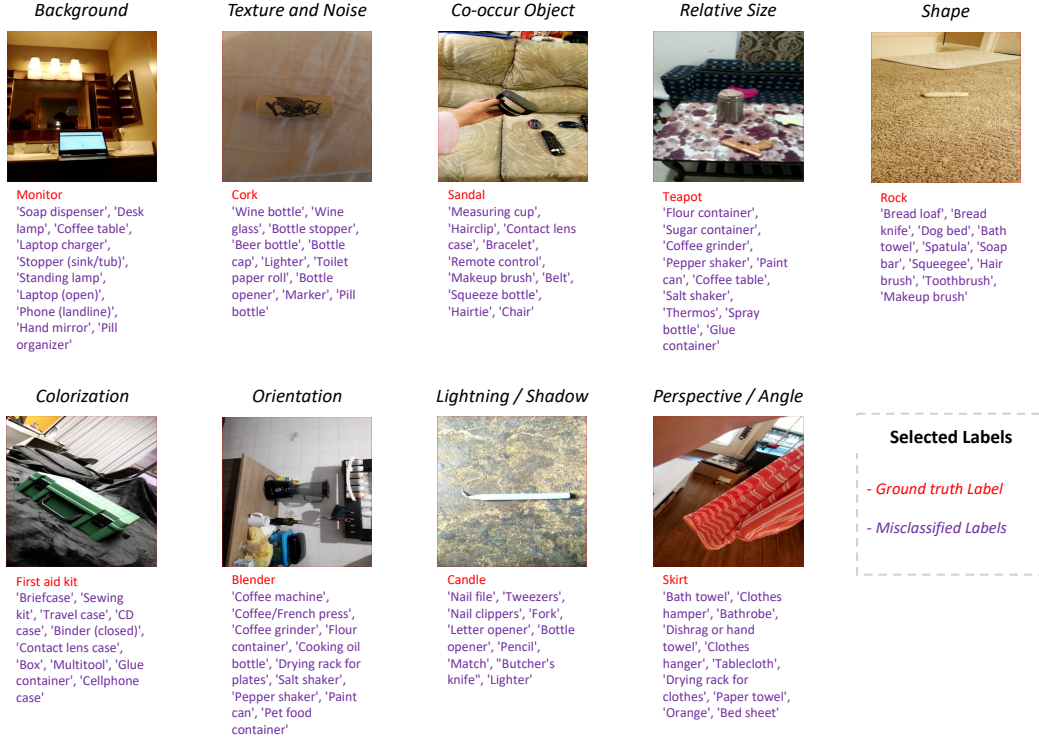 Background
Texture and Noise
Co-occur Object
Relative Size
Shape
Monitor
'Soap dispenser', 'Desk
lamp', 'Coffee table',
'Laptop charger',
'Stopper (sink/tub)',
'Standing lamp',
'Laptop (open)',
'Phone (landline)',
'Hand mirror', 'Pill
organizer'
Cork
'Wine bottle', 'Wine
glass', 'Bottle stopper',
'Beer bottle', 'Bottle
cap', 'Lighter', 'Toilet
paper roll', 'Bottle
opener', 'Marker', 'Pill
bottle'
Sandal
'Measuring cup',
'Hairclip', 'Contact lens
case', 'Bracelet',
'Remote control',
'Makeup brush', 'Belt',
'Squeeze bottle',
'Hairtie', 'Chair'
Teapot
'Flour container',
'Sugar container',
'Coffee grinder',
'Pepper shaker', 'Paint
can', 'Coffee table',
'Salt shaker',
'Thermos', 'Spray
bottle', 'Glue
container'
Rock
'Bread loaf', 'Bread
knife', 'Dog bed', 'Bath
towel', 'Spatula', 'Soap
bar', 'Squeegee', 'Hair
brush', 'Toothbrush',
'Makeup brush'
Colorization
Orientation
Lightning / Shadow
Perspective / Angle
First aid kit
'Briefcase', 'Sewing
kit', 'Travel case', 'CD
case', 'Binder (closed)',
'Contact lens case',
'Box', 'Multitool', 'Glue
container', 'Cellphone
case'
Blender
'Coffee machine',
'Coffee/French press',
'Coffee grinder', 'Flour
container', 'Cooking oil
bottle', 'Drying rack for
plates', 'Salt shaker',
'Pepper shaker', 'Paint
can', 'Pet food
container'
Candle
'Nail file', 'Tweezers',
'Nail clippers', 'Fork',
'Letter opener', 'Bottle
opener', 'Pencil',
'Match', "Butcher's
knife", 'Lighter'
Skirt
'Bath towel', 'Clothes
hamper', 'Bathrobe',
'Dishrag or hand
towel', 'Clothes
hanger', 'Tablecloth',
'Drying rack for
clothes', 'Paper towel',
'Orange', 'Bed sheet'
Selected Labels
- Ground truth Label
- Misclassified Labels